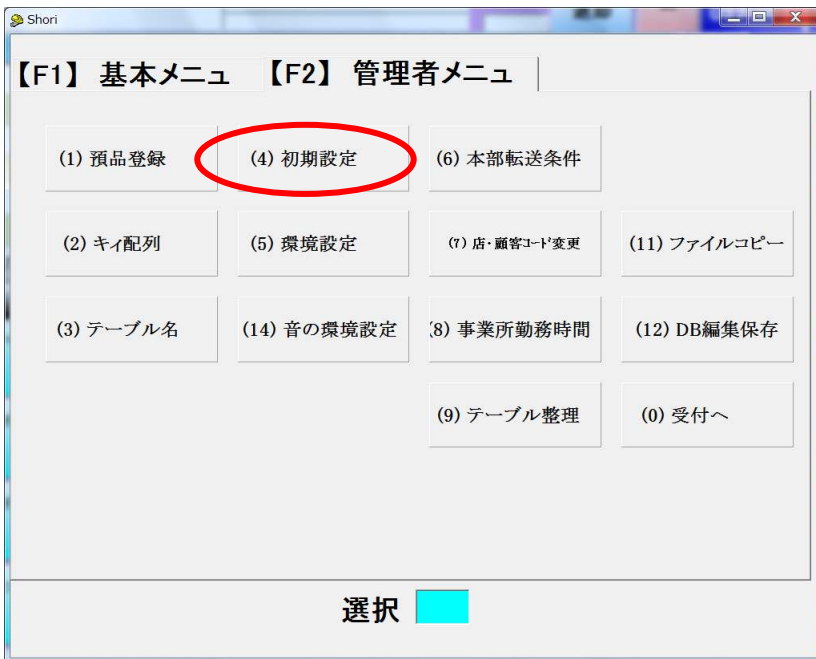 Shori
【F1】 基本メニュ 【F2】 管理者メニュ
(1) 預品登録 (4) 初期設定 (6) 本部転送条件
(2) キィ配列 (5) 環境設定 (7) 店・顧客ｺｰﾄﾞ変更 (11) ファイルコピー
(3) テーブル名 (14) 音の環境設定 (8) 事業所勤務時間 (12) DB編集保存
(9) テーブル整理 (0) 受付へ
選択